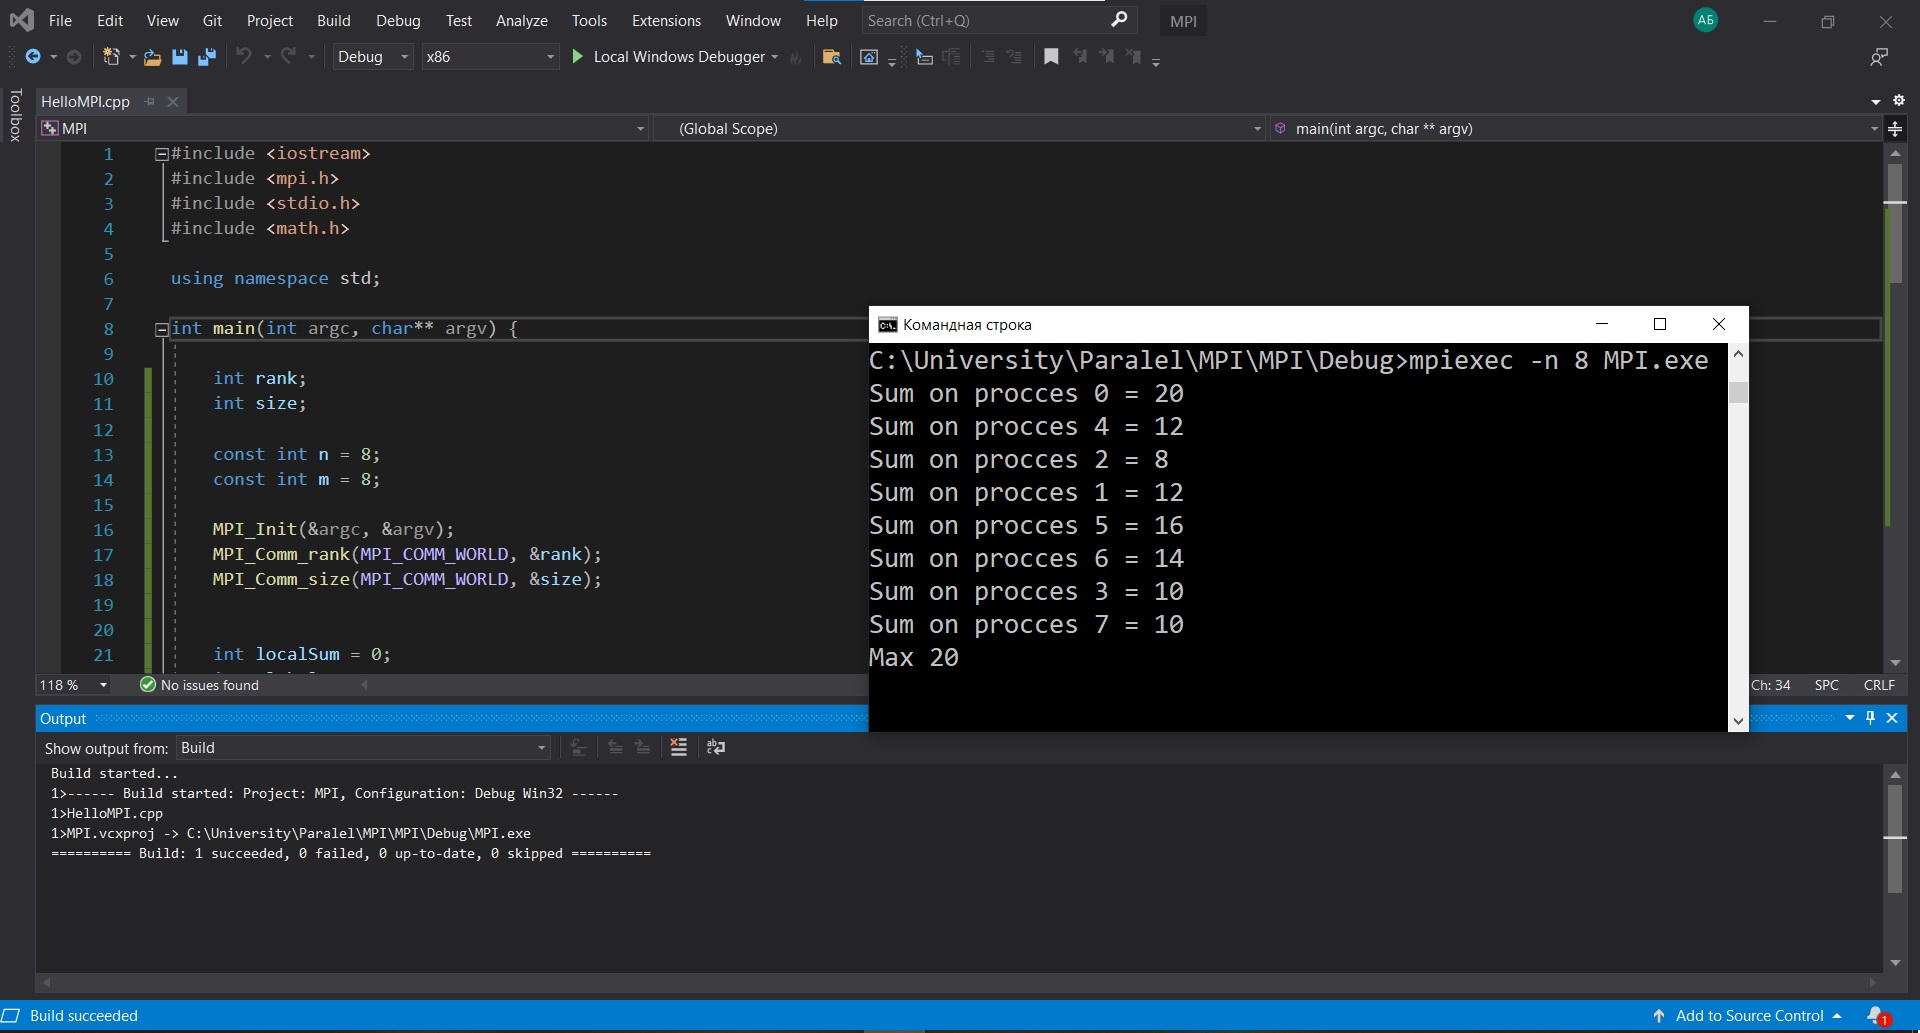 File Edit View Git Project Build Debug Test Analyze Tools Extensions Window Help Search (Ctrl+Q) MPI АБ
Debug x86 Local Windows Debugger
Toolbox
HelloMPI.cpp
MPI (Global Scope) main(int argc, char ** argv)
1 #include <iostream>
2 #include <mpi.h>
3 #include <stdio.h>
4 #include <math.h>
5
6 using namespace std;
7
8 int main(int argc, char** argv) {
9
10 int rank;
11 int size;
12
13 const int n = 8;
14 const int m = 8;
15
16 MPI_Init(&argc, &argv);
17 MPI_Comm_rank(MPI_COMM_WORLD, &rank);
18 MPI_Comm_size(MPI_COMM_WORLD, &size);
19
20
21 int localSum = 0;
118 % No issues found
Ch: 34 SPC CRLF
Командная строка
C:\University\Paralel\MPI\MPI\Debug>mpiexec -n 8 MPI.exe
Sum on procces 0 = 20
Sum on procces 4 = 12
Sum on procces 2 = 8
Sum on procces 1 = 12
Sum on procces 5 = 16
Sum on procces 6 = 14
Sum on procces 3 = 10
Sum on procces 7 = 10
Max 20
Output
Show output from: Build
Build started...
1>------ Build started: Project: MPI, Configuration: Debug Win32 ------
1>HelloMPI.cpp
1>MPI.vcxproj -> C:\University\Paralel\MPI\MPI\Debug\MPI.exe
========== Build: 1 succeeded, 0 failed, 0 up-to-date, 0 skipped ==========
Build succeeded
Add to Source Control 1